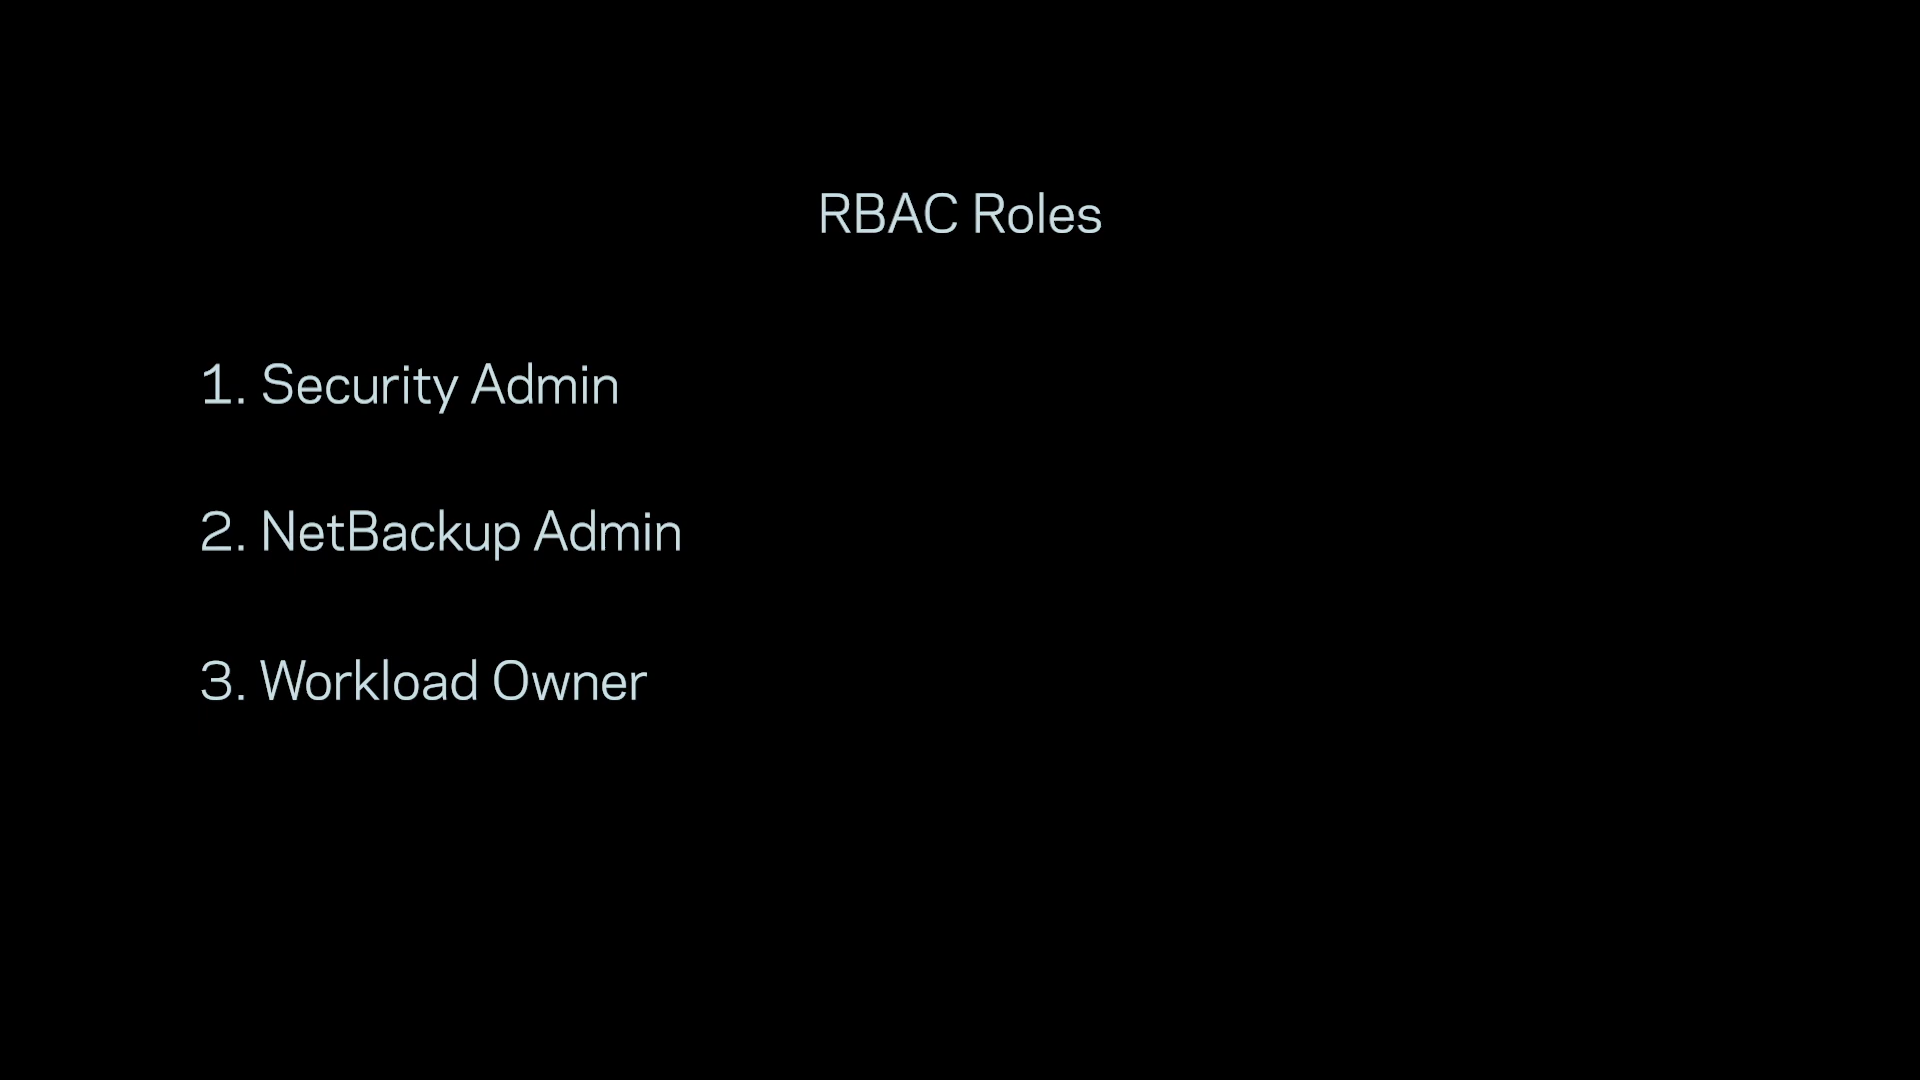 RBAC Roles
1. Security Admin
2. NetBackup Admin
3. Workload Owner